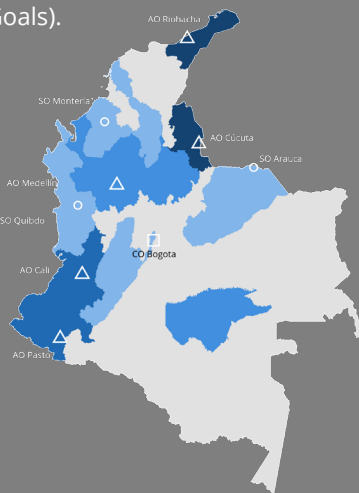 Goals).
AO Riohacha
SO Montería
AO Cúcuta
SO Arauca
AO Medellín
SO Quibdo
CO Bogota
AO Cali
AO Pasto